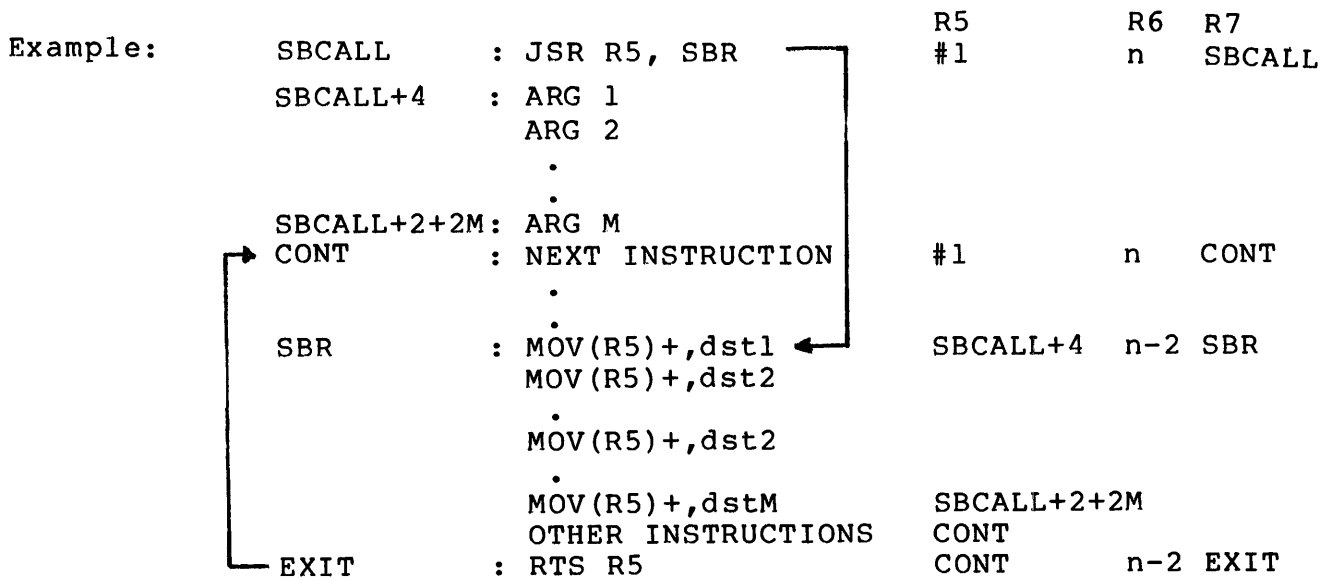 R5 R6 R7
Example: SBCALL : JSR R5, SBR #1 n SBCALL
SBCALL+4 : ARG 1
ARG 2
.
.
SBCALL+2+2M: ARG M
CONT : NEXT INSTRUCTION #1 n CONT
.
.
SBR : MOV(R5)+,dst1 SBCALL+4 n-2 SBR
MOV(R5)+,dst2
.
MOV(R5)+,dst2
.
MOV(R5)+,dstM SBCALL+2+2M
OTHER INSTRUCTIONS CONT
EXIT : RTS R5 CONT n-2 EXIT